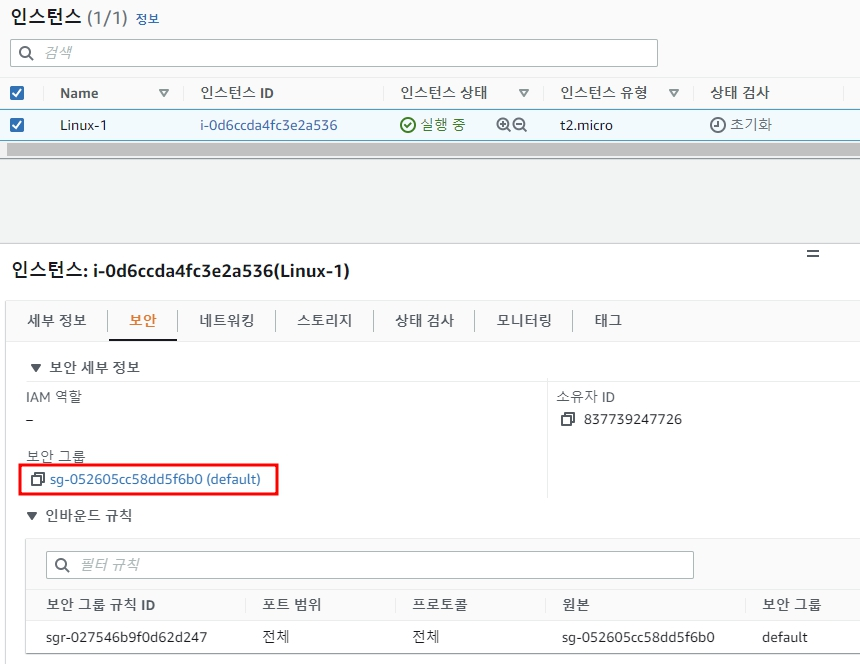 인스턴스 (1/1) 정보
검색
Name 인스턴스 ID 인스턴스 상태 인스턴스 유형 상태 검사
Linux-1 i-0d6ccda4fc3e2a536 실행 중 t2.micro 초기화
인스턴스: i-0d6ccda4fc3e2a536(Linux-1)
세부 정보 보안 네트워킹 스토리지 상태 검사 모니터링 태그
보안 세부 정보
IAM 역할 소유자 ID
– 837739247726
보안 그룹
sg-052605cc58dd5f6b0 (default)
인바운드 규칙
필터 규칙
보안 그룹 규칙 ID 포트 범위 프로토콜 원본 보안 그룹
sgr-027546b9f0d62d247 전체 전체 sg-052605cc58dd5f6b0 default